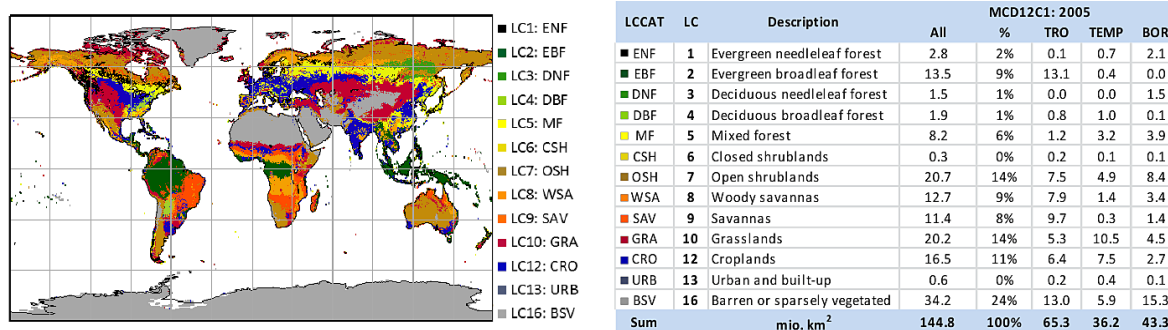 LC1: ENF
LC2: EBF
LC3: DNF
LC4: DBF
LC5: MF
LC6: CSH
LC7: OSH
LC8: WSA
LC9: SAV
LC10: GRA
LC12: CRO
LC13: URB
LC16: BSV
MCD12C1: 2005
LCCAT LC Description All % TRO TEMP BOR
ENF 1 Evergreen needleleaf forest 2.8 2% 0.1 0.7 2.1
EBF 2 Evergreen broadleaf forest 13.5 9% 13.1 0.4 0.0
DNF 3 Deciduous needleleaf forest 1.5 1% 0.0 0.0 1.5
DBF 4 Deciduous broadleaf forest 1.9 1% 0.8 1.0 0.1
MF 5 Mixed forest 8.2 6% 1.2 3.2 3.9
CSH 6 Closed shrublands 0.3 0% 0.2 0.1 0.1
OSH 7 Open shrublands 20.7 14% 7.5 4.9 8.4
WSA 8 Woody savannas 12.7 9% 7.9 1.4 3.4
SAV 9 Savannas 11.4 8% 9.7 0.3 1.4
GRA 10 Grasslands 20.2 14% 5.3 10.5 4.5
CRO 12 Croplands 16.5 11% 6.4 7.5 2.7
URB 13 Urban and built-up 0.6 0% 0.2 0.4 0.1
BSV 16 Barren or sparsely vegetated 34.2 24% 13.0 5.9 15.3
Sum mio. km² 144.8 100% 65.3 36.2 43.3